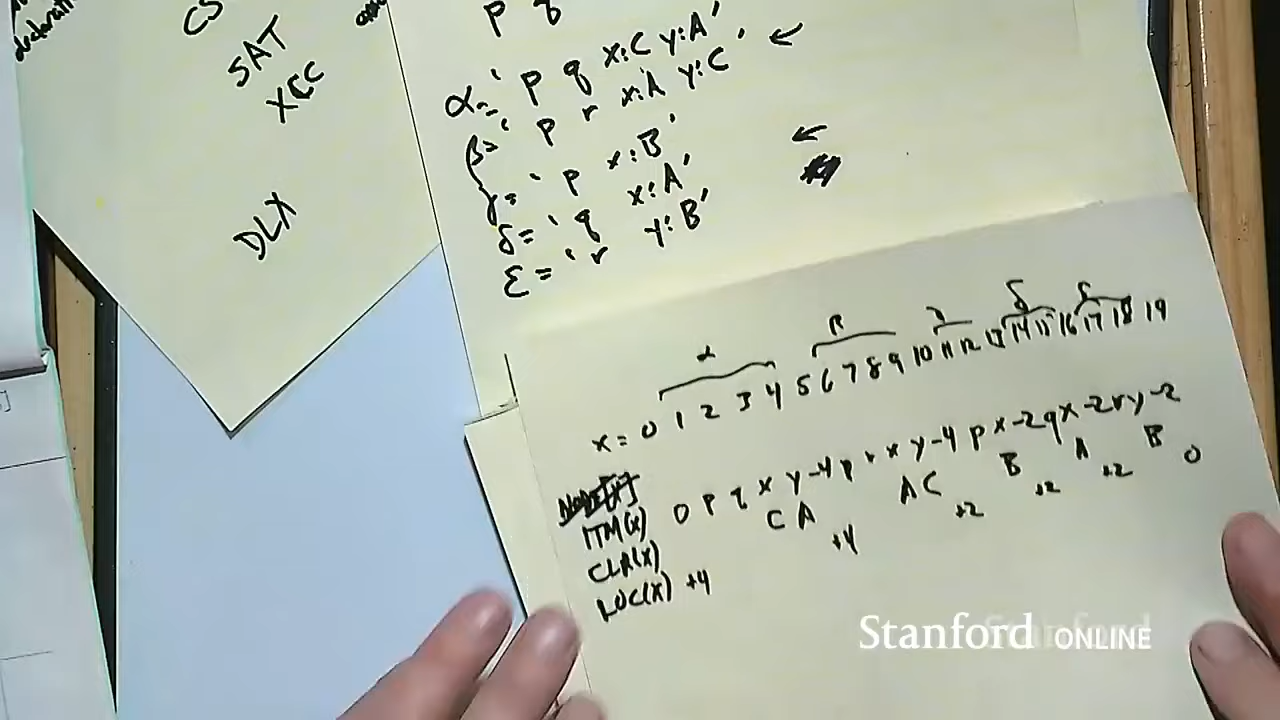 CS
SAT
XCC
DLX
p q
α = ' p q x:C y:A '
β = ' p r x:A y:C '
γ = ' p x:B '
δ = ' q x:A '
ε = ' r y:B '
α β γ δ ε
x = 0 1 2 3 4 5 6 7 8 9 10 11 12 13 14 15 16 17 18 19
ITM(x) 0 p q x y -4 p r x y -4 p x -2 q x -2 r y -2
CLR(x) C A A C B A B
LOC(x) +4 +4 +2 +2 +2 0
Stanford ONLINE